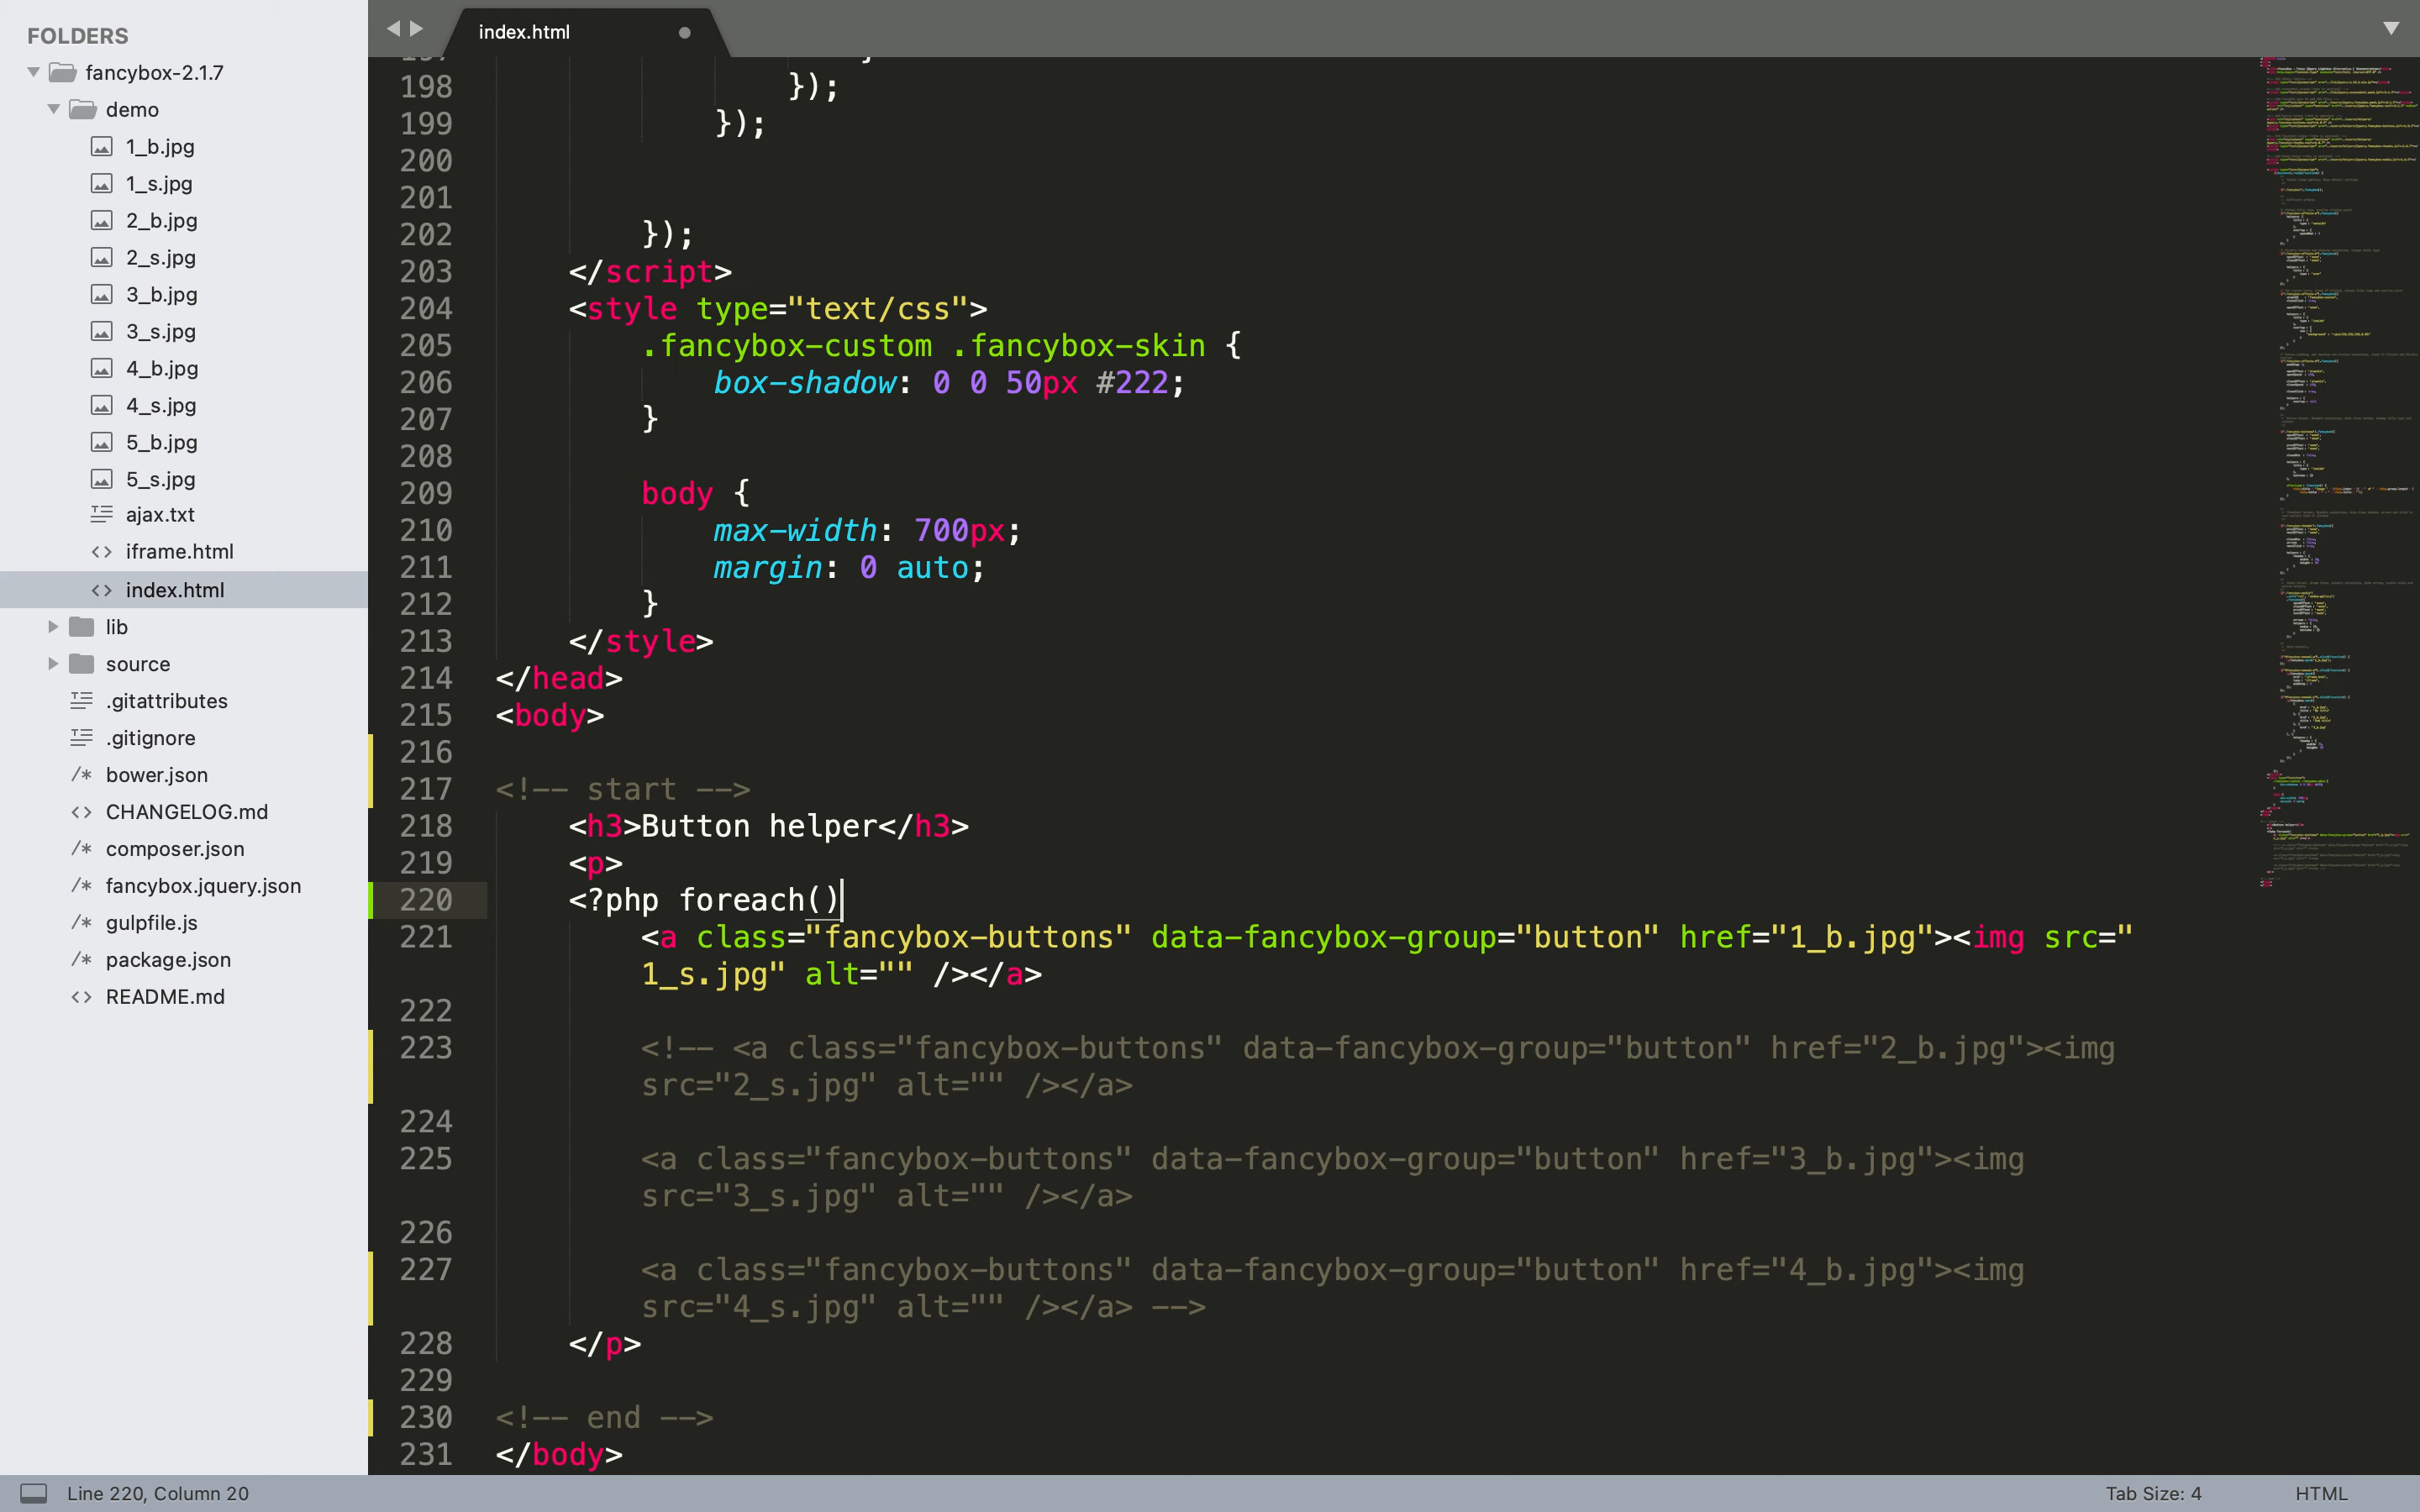 FOLDERS
fancybox-2.1.7
demo
1_b.jpg
1_s.jpg
2_b.jpg
2_s.jpg
3_b.jpg
3_s.jpg
4_b.jpg
4_s.jpg
5_b.jpg
5_s.jpg
ajax.txt
iframe.html
index.html
lib
source
.gitattributes
.gitignore
bower.json
CHANGELOG.md
composer.json
fancybox.jquery.json
gulpfile.js
package.json
README.md
index.html
198 });
199 });
200
201
202 });
203 </script>
204 <style type="text/css">
205 .fancybox-custom .fancybox-skin {
206 box-shadow: 0 0 50px #222;
207 }
208
209 body {
210 max-width: 700px;
211 margin: 0 auto;
212 }
213 </style>
214 </head>
215 <body>
216
217 <!-- start -->
218 <h3>Button helper</h3>
219 <p>
220 <?php foreach()
221 <a class="fancybox-buttons" data-fancybox-group="button" href="1_b.jpg"><img src="
1_s.jpg" alt="" /></a>
222
223 <!-- <a class="fancybox-buttons" data-fancybox-group="button" href="2_b.jpg"><img
src="2_s.jpg" alt="" /></a>
224
225 <a class="fancybox-buttons" data-fancybox-group="button" href="3_b.jpg"><img
src="3_s.jpg" alt="" /></a>
226
227 <a class="fancybox-buttons" data-fancybox-group="button" href="4_b.jpg"><img
src="4_s.jpg" alt="" /></a> -->
228 </p>
229
230 <!-- end -->
231 </body>
Line 220, Column 20
Tab Size: 4
HTML